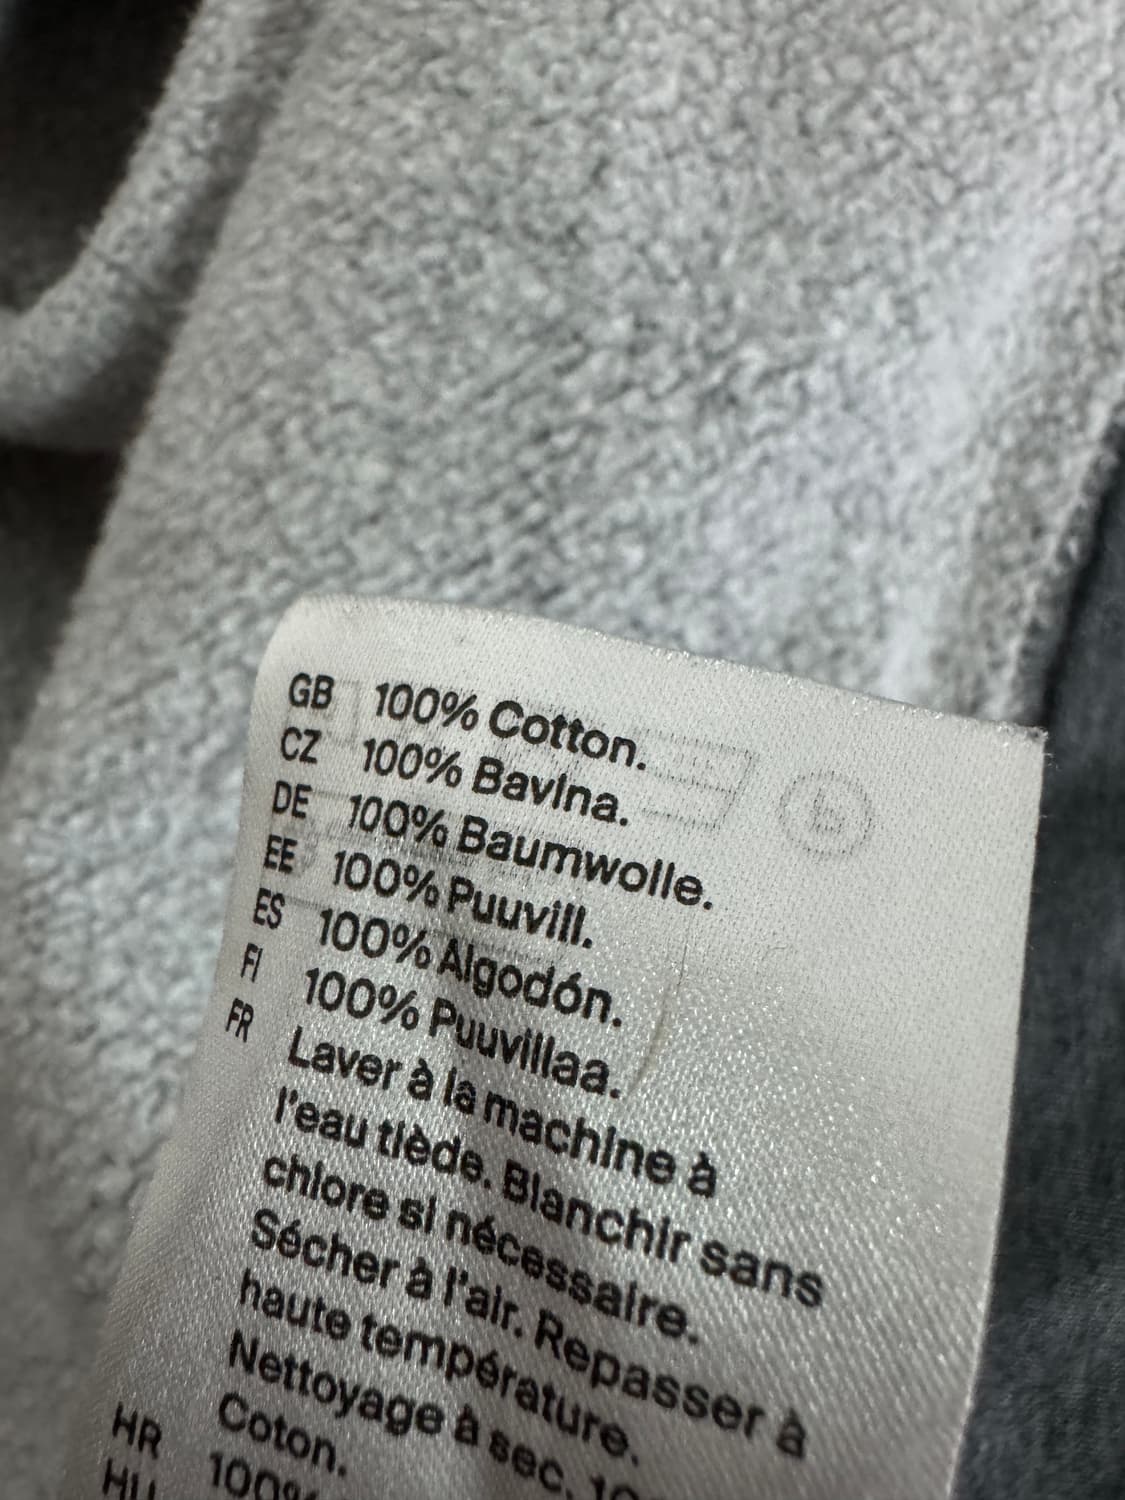 GB 100% Cotton.
CZ 100% Bavlna.
DE 100% Baumwolle.
EE 100% Puuvill.
ES 100% Algodón.
FI 100% Puuvillaa.
FR Laver à la machine à
l'eau tiède. Blanchir sans
chlore si nécessaire.
Sécher à l'air. Repasser à
haute température.
Nettoyage à sec.
Coton.
HR 100%
HU